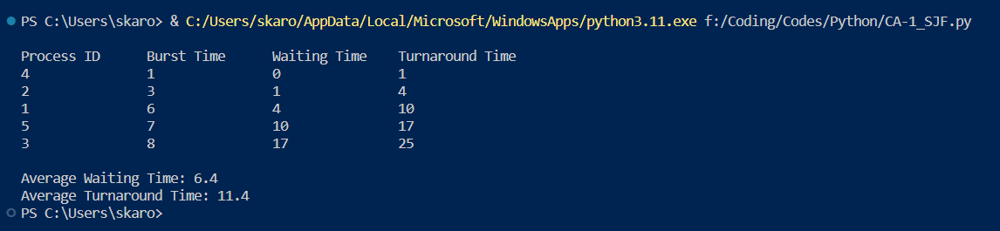 PS C:\Users\skaro> & C:/Users/skaro/AppData/Local/Microsoft/WindowsApps/python3.11.exe f:/Coding/Codes/Python/CA-1_SJF.py
Process ID Burst Time Waiting Time Turnaround Time
4 1 0 1
2 3 1 4
1 6 4 10
5 7 10 17
3 8 17 25
Average Waiting Time: 6.4
Average Turnaround Time: 11.4
PS C:\Users\skaro>